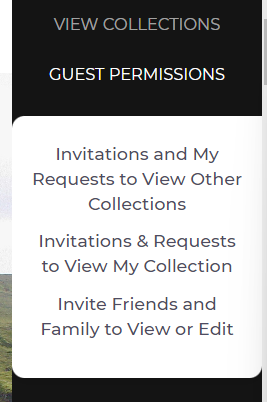 VIEW COLLECTIONS
GUEST PERMISSIONS
Invitations and My
Requests to View Other
Collections
Invitations & Requests
to View My Collection
Invite Friends and
Family to View or Edit